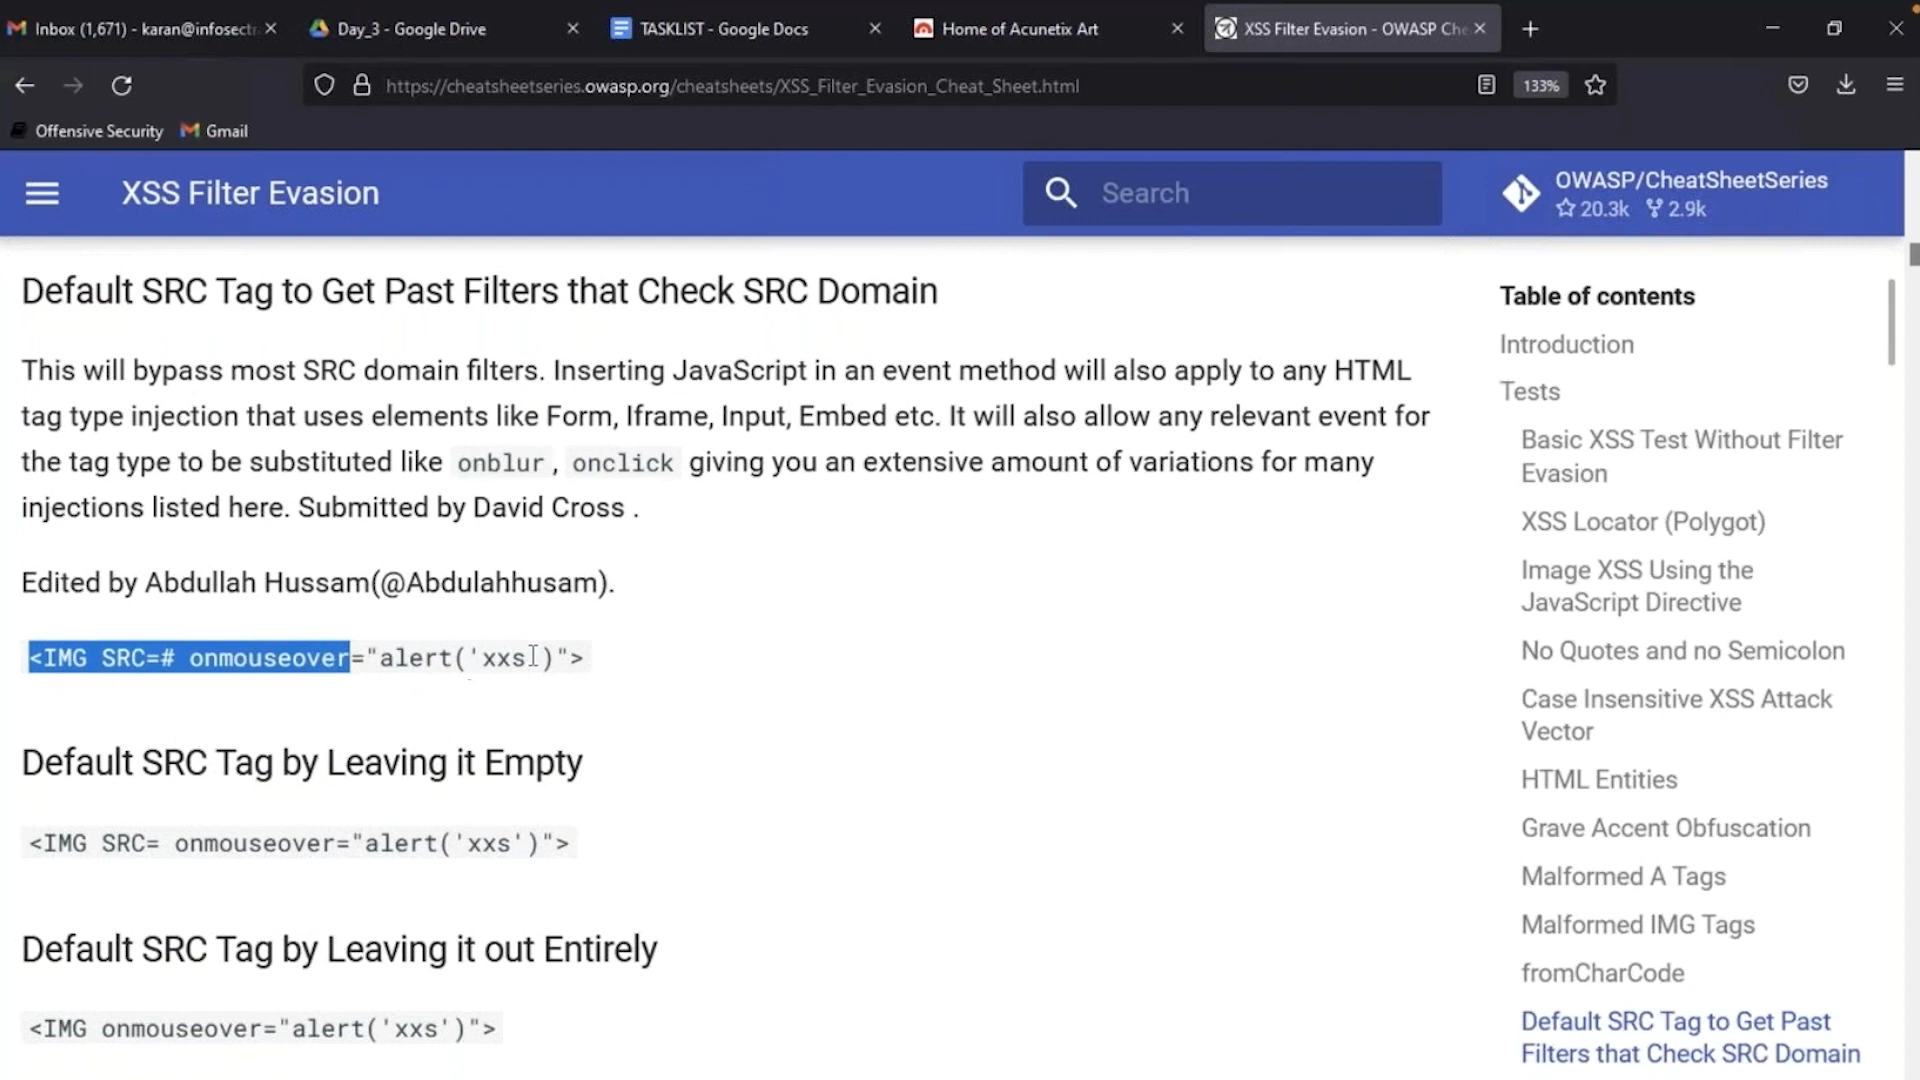 Inbox (1,671) - karan@infosectr
Day_3 - Google Drive
TASKLIST - Google Docs
Home of Acunetix Art
XSS Filter Evasion - OWASP Che
https://cheatsheetseries.owasp.org/cheatsheets/XSS_Filter_Evasion_Cheat_Sheet.html
133%
Offensive Security
Gmail
XSS Filter Evasion
Search
OWASP/CheatSheetSeries
20.3k 2.9k
Default SRC Tag to Get Past Filters that Check SRC Domain
This will bypass most SRC domain filters. Inserting JavaScript in an event method will also apply to any HTML
tag type injection that uses elements like Form, Iframe, Input, Embed etc. It will also allow any relevant event for
the tag type to be substituted like onblur, onclick giving you an extensive amount of variations for many
injections listed here. Submitted by David Cross .
Edited by Abdullah Hussam(@Abdulahhusam).
<IMG SRC=# onmouseover="alert('xxs')">
Default SRC Tag by Leaving it Empty
<IMG SRC= onmouseover="alert('xxs')">
Default SRC Tag by Leaving it out Entirely
<IMG onmouseover="alert('xxs')">
Table of contents
Introduction
Tests
Basic XSS Test Without Filter
Evasion
XSS Locator (Polygot)
Image XSS Using the
JavaScript Directive
No Quotes and no Semicolon
Case Insensitive XSS Attack
Vector
HTML Entities
Grave Accent Obfuscation
Malformed A Tags
Malformed IMG Tags
fromCharCode
Default SRC Tag to Get Past
Filters that Check SRC Domain